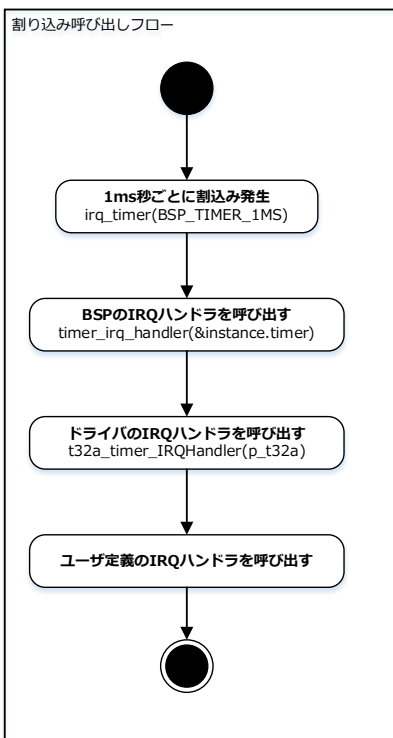 割り込み呼び出しフロー
1ms秒ごとに割込み発生
irq_timer(BSP_TIMER_1MS)
BSPのIRQハンドラを呼び出す
timer_irq_handler(&instance.timer)
ドライバのIRQハンドラを呼び出す
t32a_timer_IRQHandler(p_t32a)
ユーザ定義のIRQハンドラを呼び出す